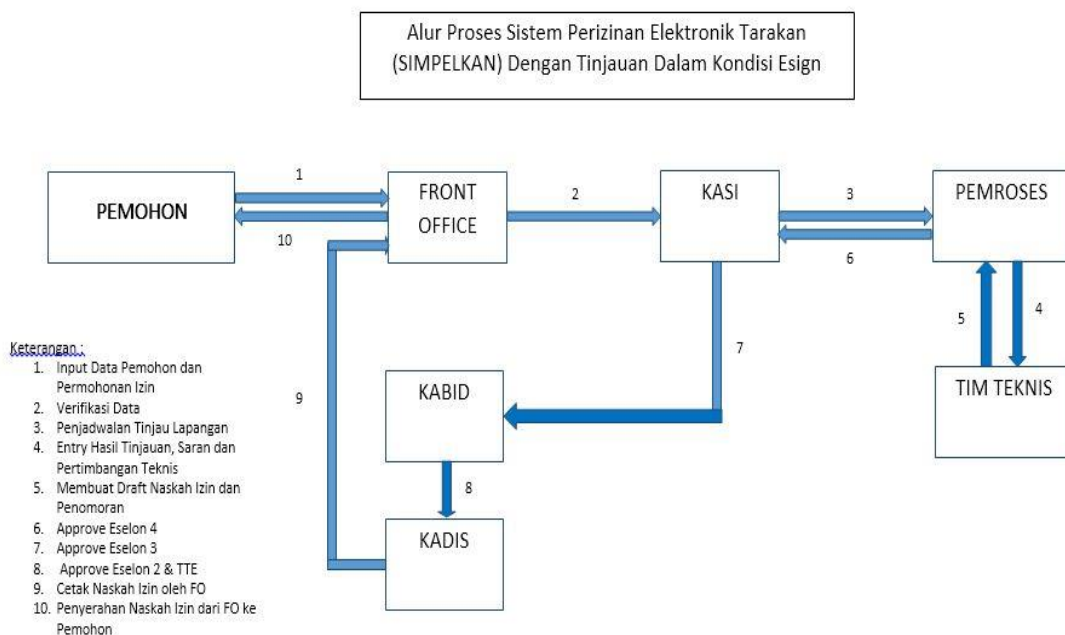 Alur Proses Sistem Perizinan Elektronik Tarakan
(SIMPELKAN) Dengan Tinjauan Dalam Kondisi Esign
PEMOHON
1
10
FRONT
OFFICE
2
KASI
3
6
PEMROSES
5
4
TIM TEKNIS
7
KABID
8
KADIS
9
Keterangan :
1. Input Data Pemohon dan
Permohonan Izin
2. Verifikasi Data
3. Penjadwalan Tinjau Lapangan
4. Entry Hasil Tinjauan, Saran dan
Pertimbangan Teknis
5. Membuat Draft Naskah Izin dan
Penomoran
6. Approve Eselon 4
7. Approve Eselon 3
8. Approve Eselon 2 & TTE
9. Cetak Naskah Izin oleh FO
10. Penyerahan Naskah Izin dari FO ke
Pemohon